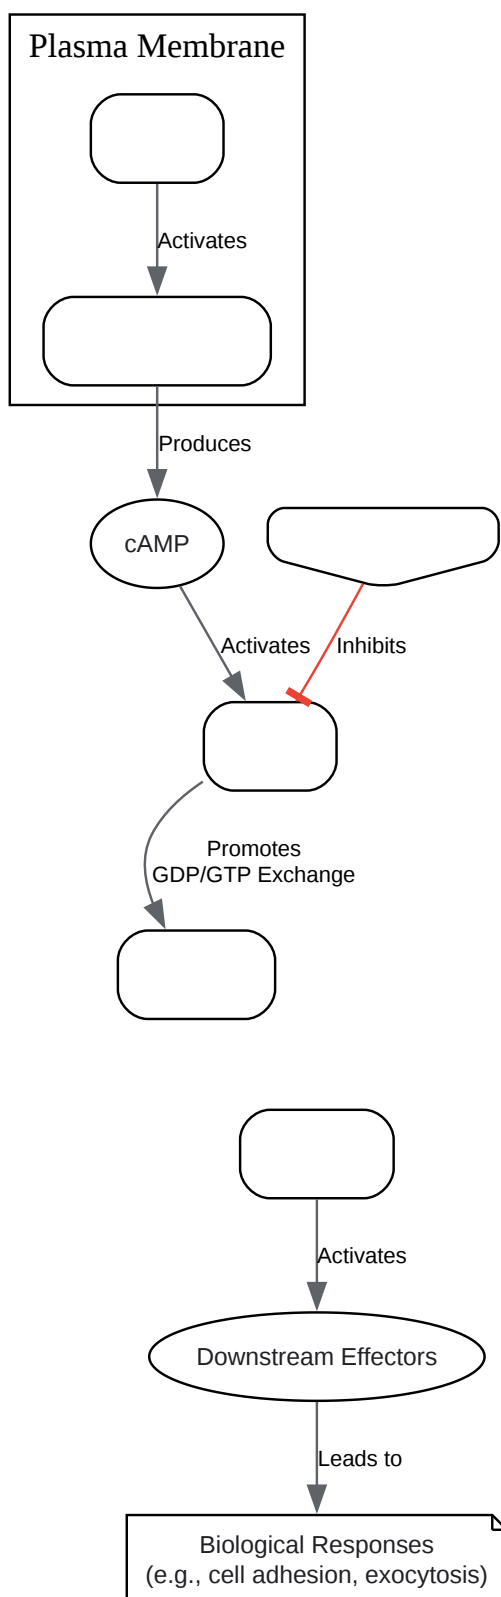 Plasma Membrane
Activates
Produces
cAMP
Activates
Inhibits
Promotes
GDP/GTP Exchange
Activates
Downstream Effectors
Leads to
Biological Responses
(e.g., cell adhesion, exocytosis)